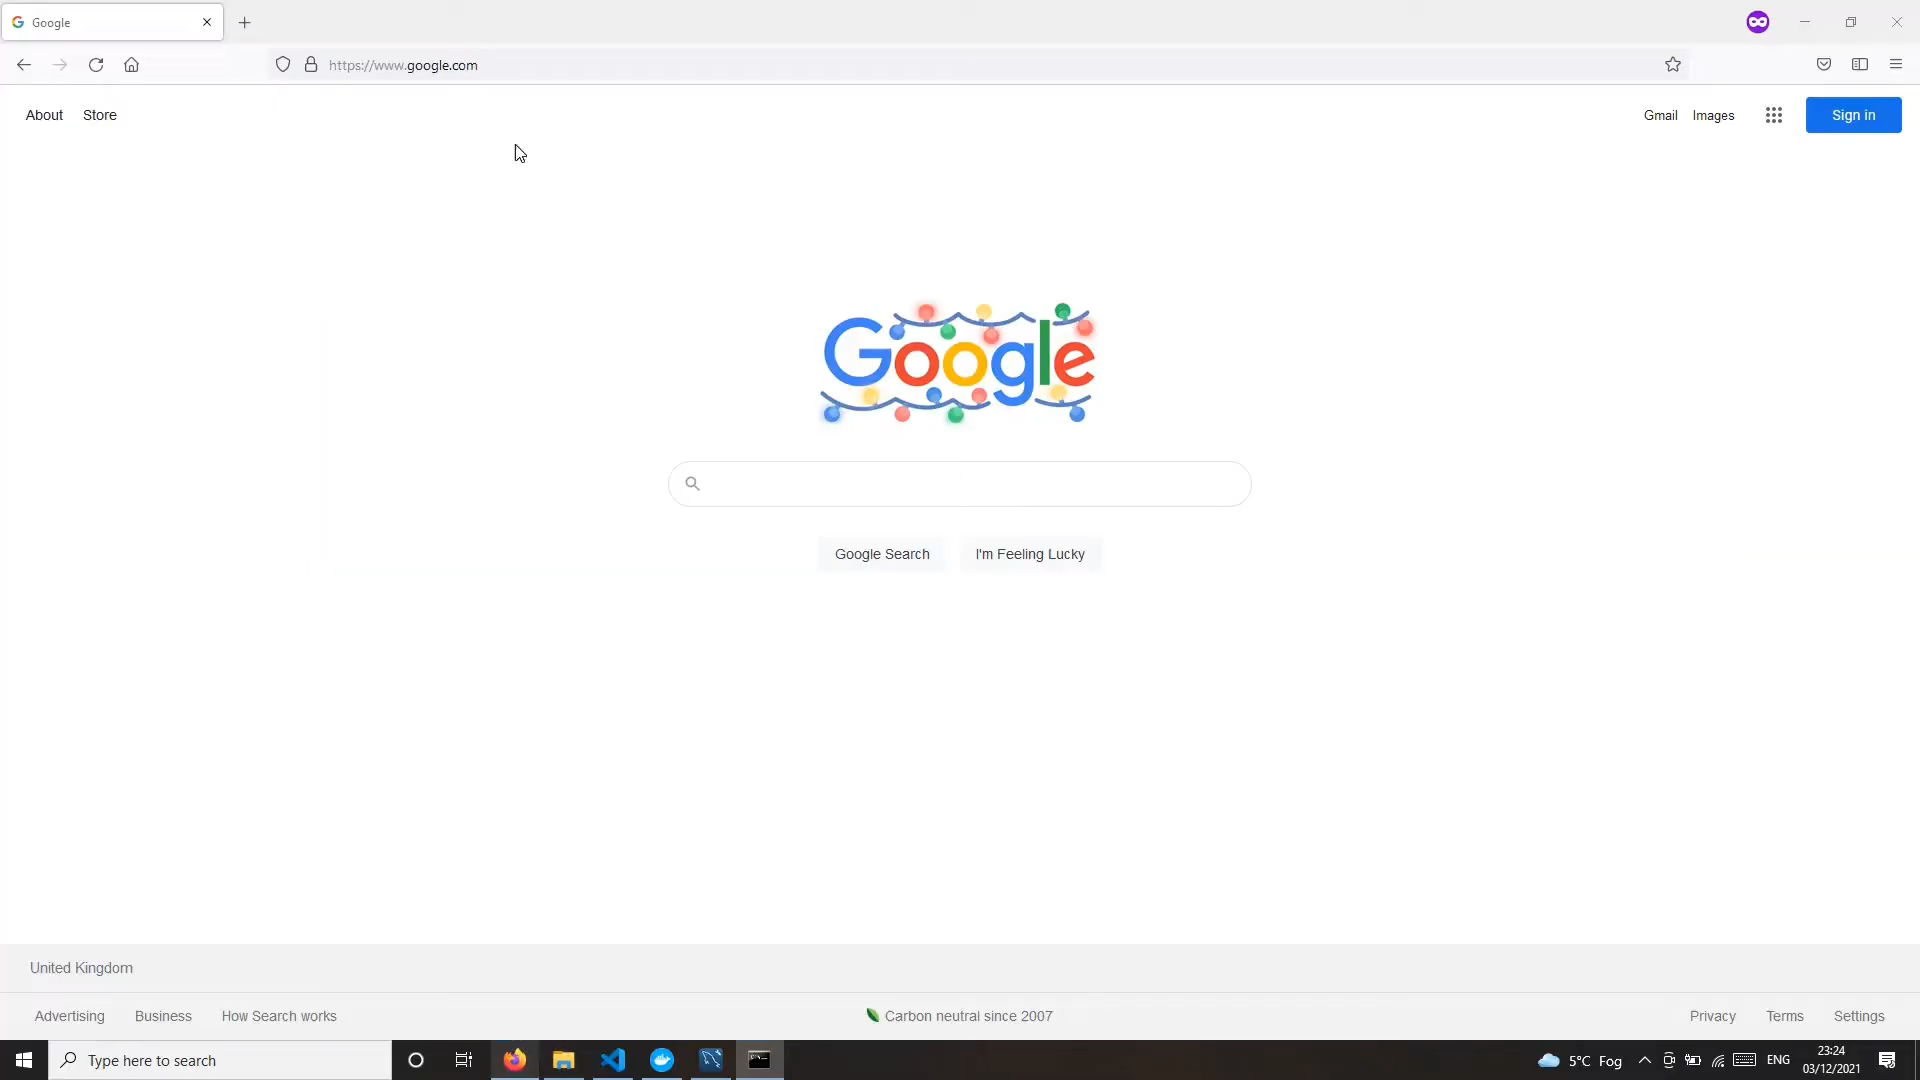 Google
https://www.google.com
About Store
Gmail Images Sign in
Google
Google Search I'm Feeling Lucky
United Kingdom
Advertising Business How Search works
Carbon neutral since 2007
Privacy Terms Settings
Type here to search
5°C Fog
ENG
23:24
03/12/2021